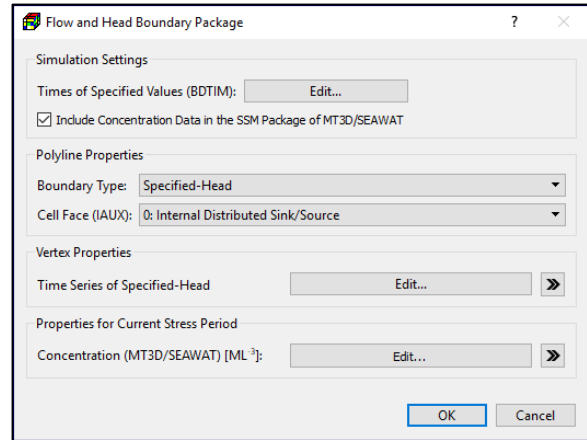 Flow and Head Boundary Package ?
Simulation Settings
Times of Specified Values (BDTIM): Edit...
Include Concentration Data in the SSM Package of MT3D/SEAWAT
Polyline Properties
Boundary Type: Specified-Head
Cell Face (IAUX): 0: Internal Distributed Sink/Source
Vertex Properties
Time Series of Specified-Head Edit...
Properties for Current Stress Period
Concentration (MT3D/SEAWAT) [ML⁻³]: Edit...
OK Cancel